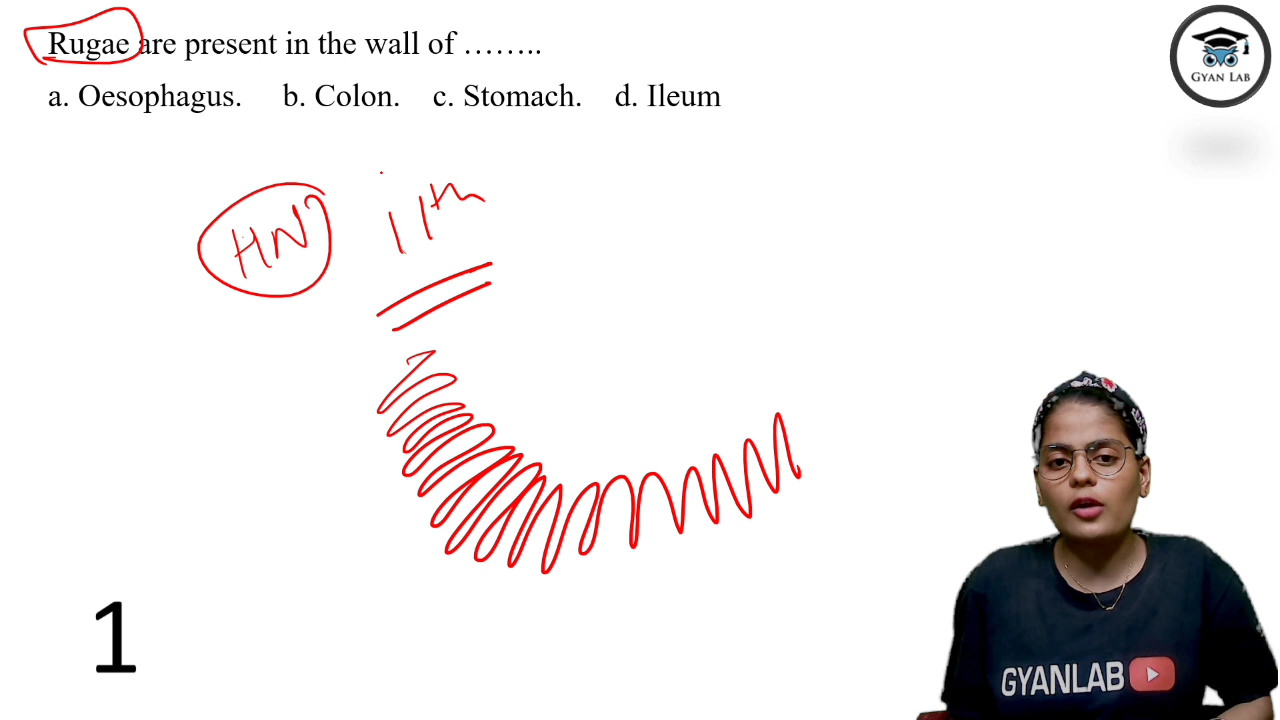 Rugae are present in the wall of ……..
a. Oesophagus. b. Colon. c. Stomach. d. Ileum
GYAN LAB
HN
11th
1
GYANLAB